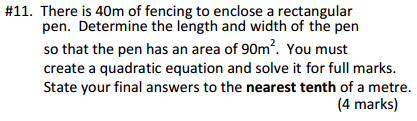 #11. There is 40m of fencing to enclose a rectangular
pen. Determine the length and width of the pen
so that the pen has an area of 90m². You must
create a quadratic equation and solve it for full marks.
State your final answers to the nearest tenth of a metre.
(4 marks)